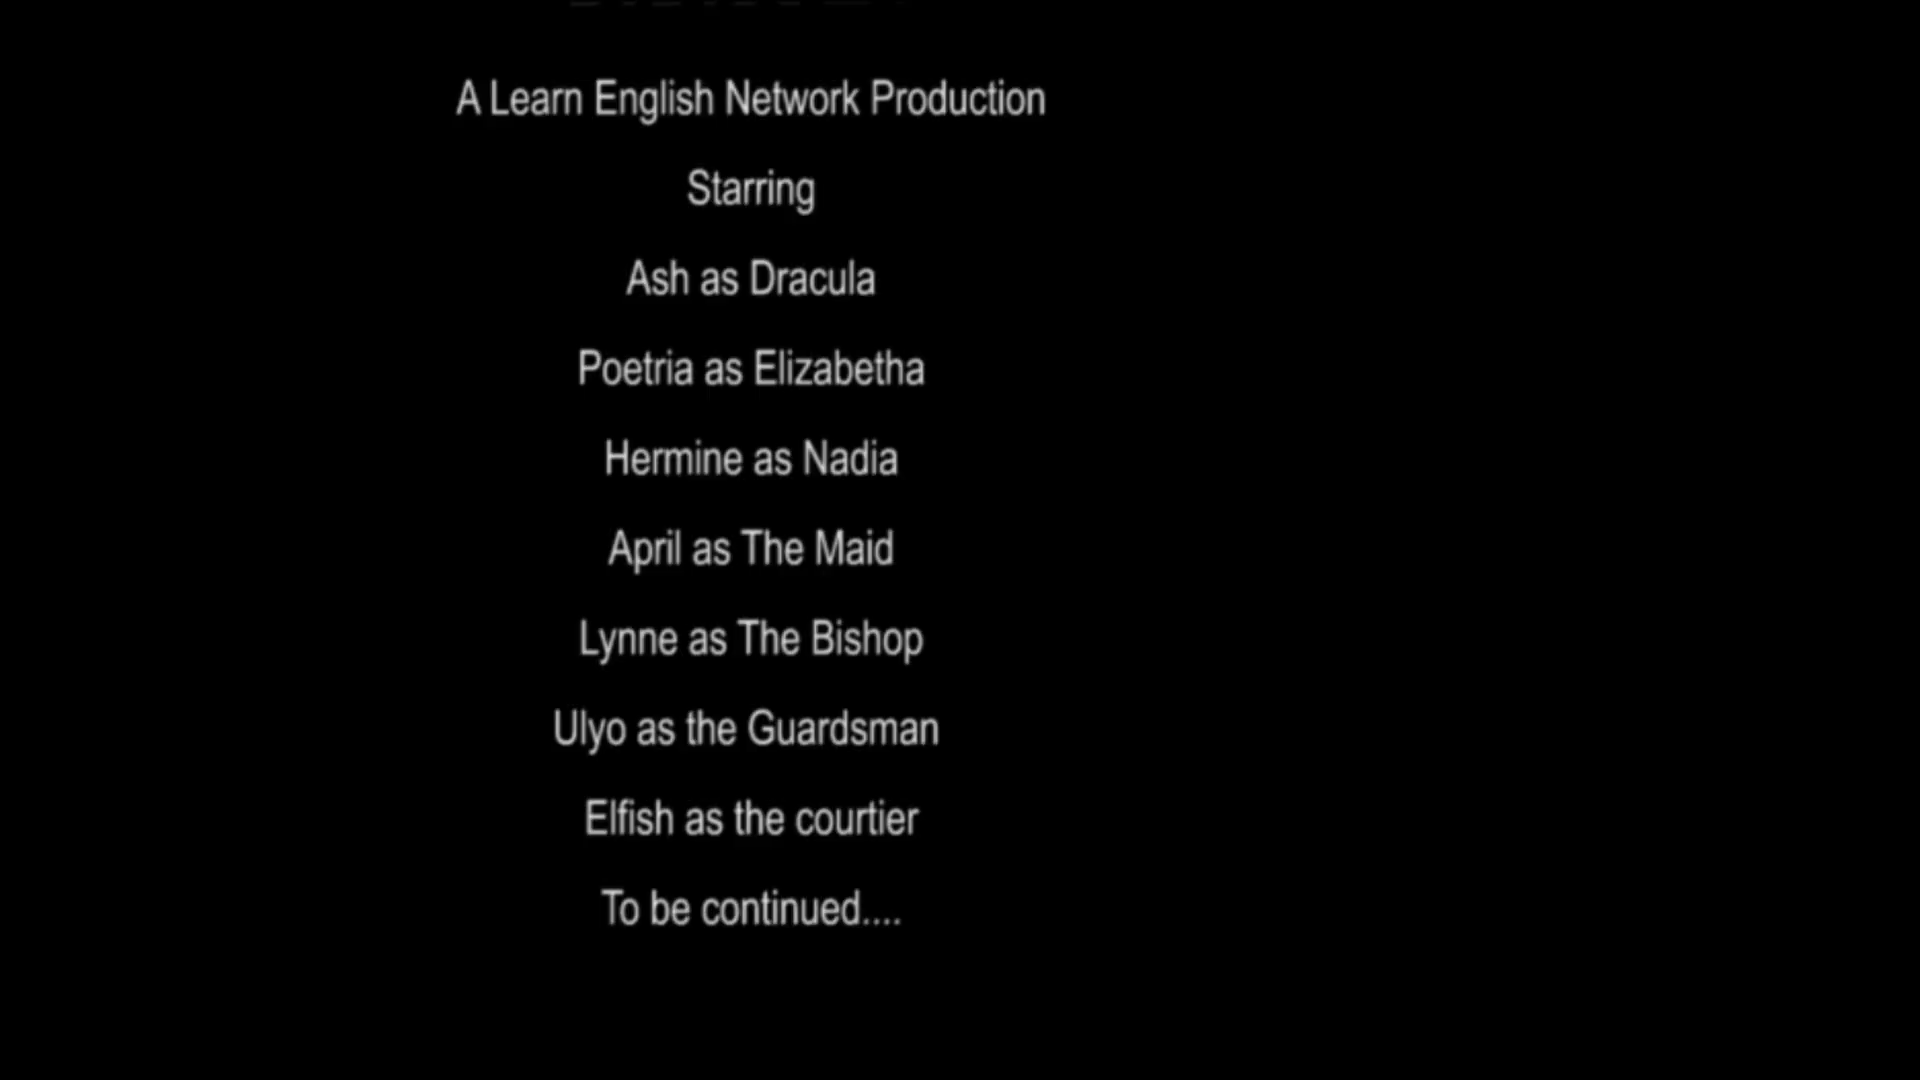 A Learn English Network Production
Starring
Ash as Dracula
Poetria as Elizabetha
Hermine as Nadia
April as The Maid
Lynne as The Bishop
Ulyo as the Guardsman
Elfish as the courtier
To be continued....